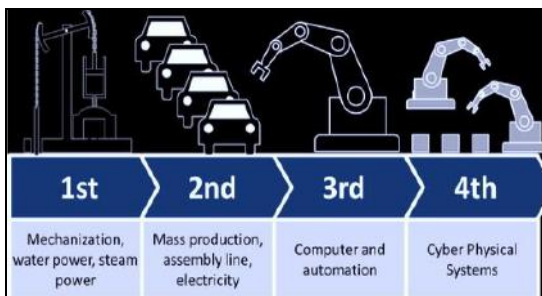 1st
2nd
3rd
4th
Mechanization,
water power, steam
power
Mass production,
assembly line,
electricity
Computer and
automation
Cyber Physical
Systems